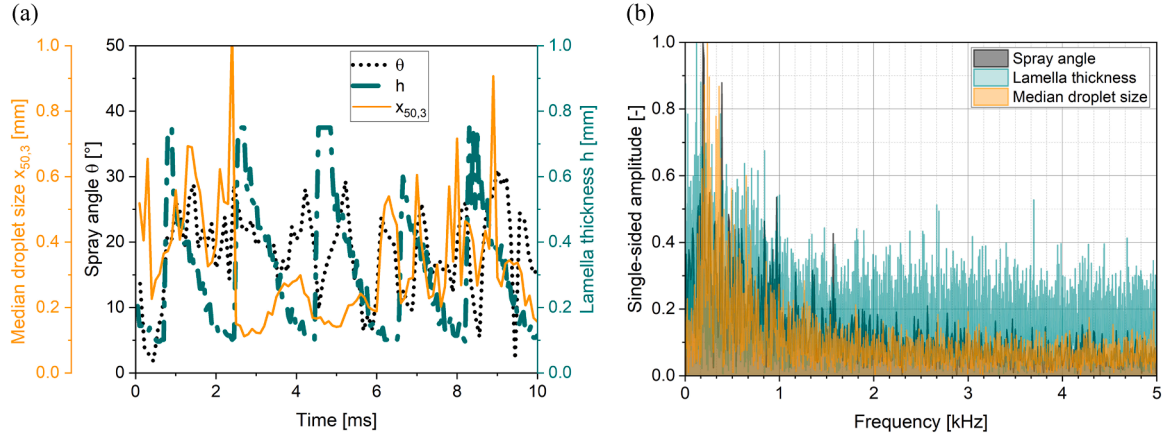 (a)
Median droplet size x50,3 [mm]
1.0
0.8
0.6
0.4
0.2
0.0
Spray angle θ [°]
50
40
30
20
10
0
θ
h
x50,3
0 2 4 6 8 10
Time [ms]
1.0
0.8
0.6
0.4
0.2
0.0
Lamella thickness h [mm]
(b)
Single-sided amplitude [-]
1.0
0.8
0.6
0.4
0.2
0.0
Spray angle
Lamella thickness
Median droplet size
0 1 2 3 4 5
Frequency [kHz]